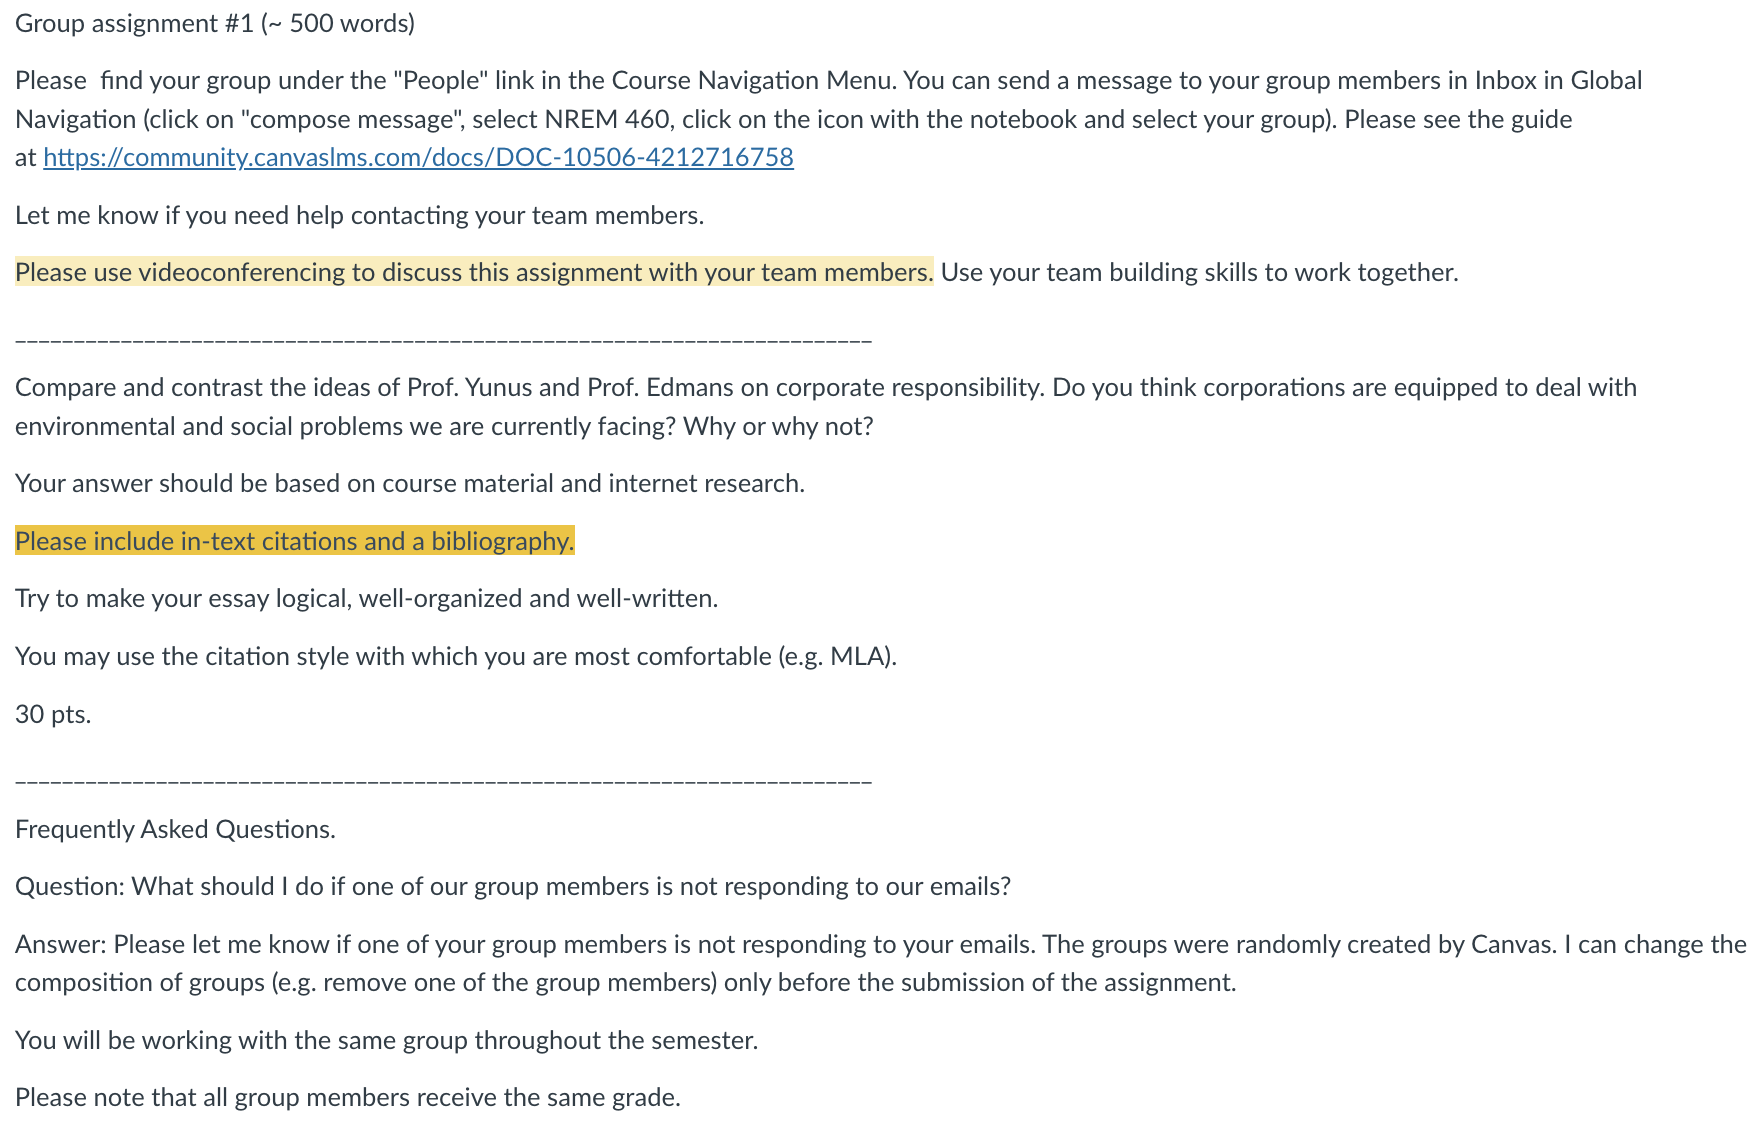 Group assignment #1 (~ 500 words)
Please  find your group under the "People" link in the Course Navigation Menu. You can send a message to your group members in Inbox in Global
Navigation (click on "compose message", select NREM 460, click on the icon with the notebook and select your group). Please see the guide
at https://community.canvaslms.com/docs/DOC-10506-4212716758
Let me know if you need help contacting your team members.
Please use videoconferencing to discuss this assignment with your team members. Use your team building skills to work together.
_________________________________________________________________________
Compare and contrast the ideas of Prof. Yunus and Prof. Edmans on corporate responsibility. Do you think corporations are equipped to deal with
environmental and social problems we are currently facing? Why or why not?
Your answer should be based on course material and internet research.
Please include in-text citations and a bibliography.
Try to make your essay logical, well-organized and well-written.
You may use the citation style with which you are most comfortable (e.g. MLA).
30 pts.
_________________________________________________________________________
Frequently Asked Questions.
Question: What should I do if one of our group members is not responding to our emails?
Answer: Please let me know if one of your group members is not responding to your emails. The groups were randomly created by Canvas. I can change the
composition of groups (e.g. remove one of the group members) only before the submission of the assignment.
You will be working with the same group throughout the semester.
Please note that all group members receive the same grade.